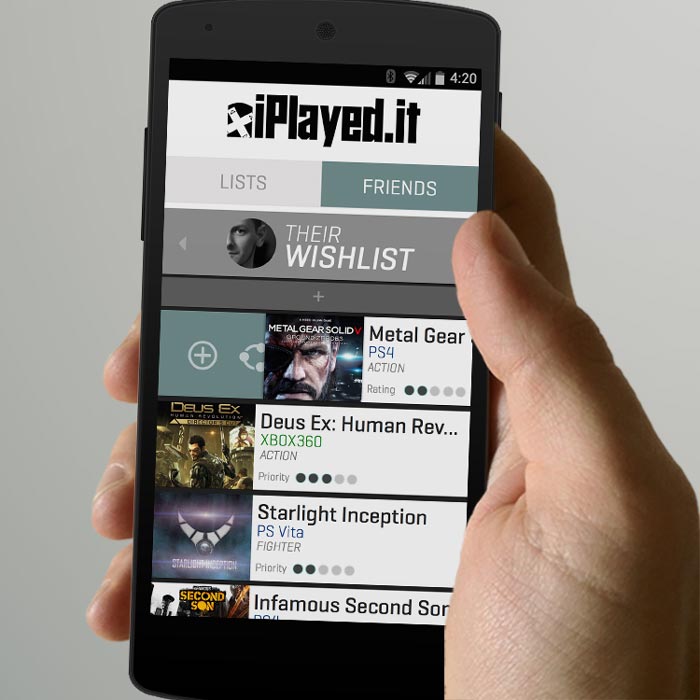 4:20
iPlayed.it
LISTS
FRIENDS
THEIR
WISHLIST
+
METAL GEAR SOLID V
GROUND ZEROES
Metal Gear
PS4
ACTION
Rating
DEUS EX
HUMAN REVOLUTION
DIRECTOR'S CUT
Deus Ex: Human Rev...
XBOX360
ACTION
Priority
STARLIGHT INCEPTION
Starlight Inception
PS Vita
FIGHTER
Priority
SECOND
SON
Infamous Second Son
PS4